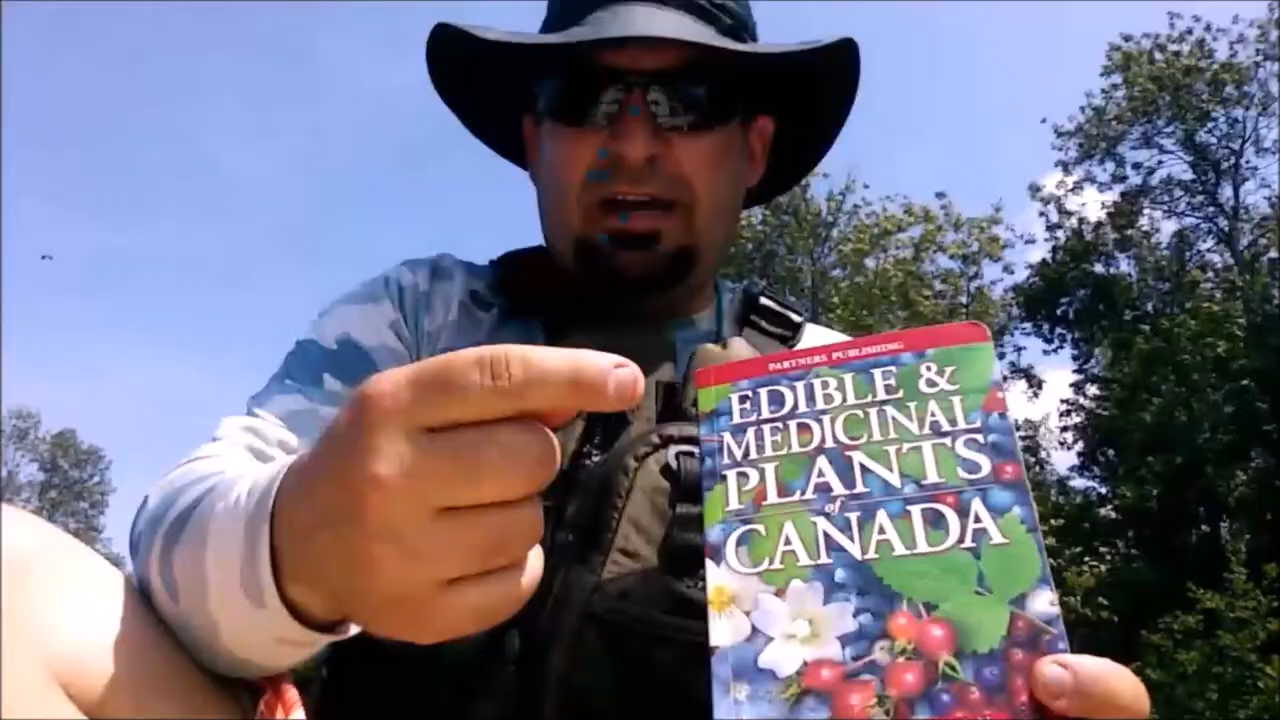 PARTNERS PUBLISHING
EDIBLE &
MEDICINAL
PLANTS
of
CANADA